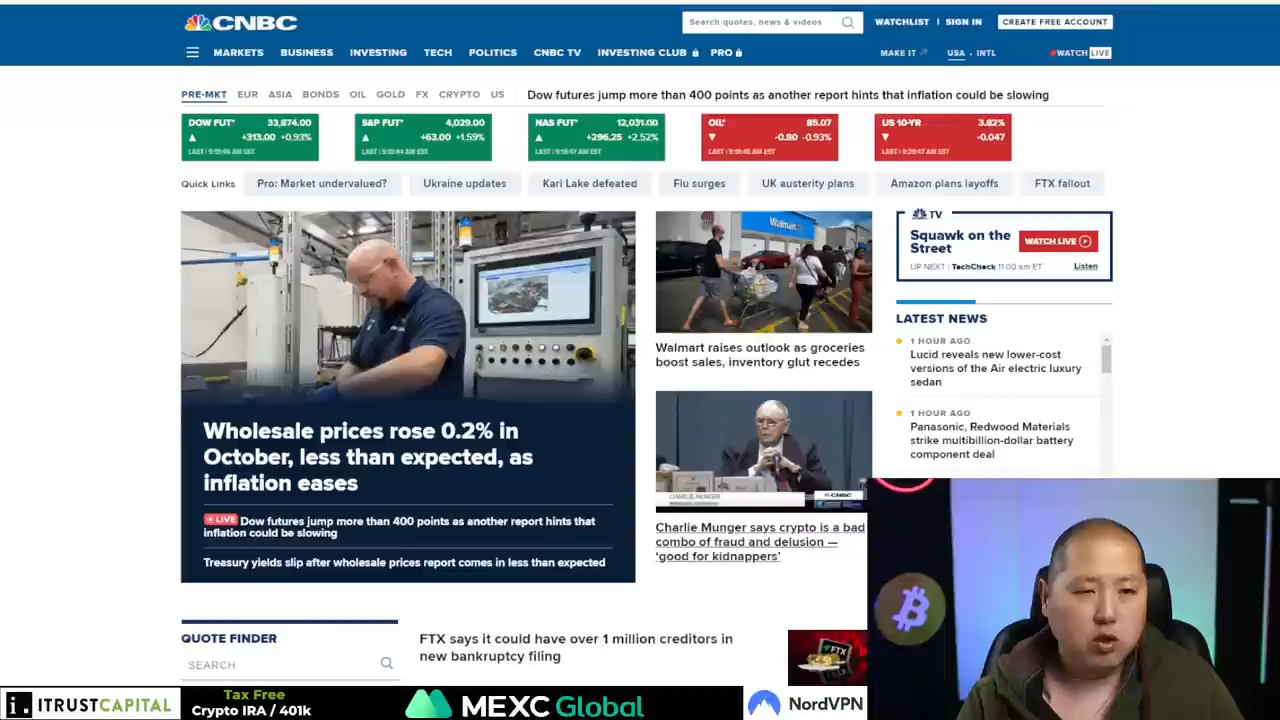 CNBC
Search quotes, news & videos
WATCHLIST | SIGN IN
CREATE FREE ACCOUNT
MARKETS BUSINESS INVESTING TECH POLITICS CNBC TV INVESTING CLUB PRO
MAKE IT USA · INTL WATCH LIVE
PRE-MKT EUR ASIA BONDS OIL GOLD FX CRYPTO US
Dow futures jump more than 400 points as another report hints that inflation could be slowing
DOW FUT* 33,874.00
+313.00 +0.93%
S&P FUT* 4,029.00
+63.00 +1.59%
NAS FUT* 12,031.00
+296.25 +2.52%
OIL* 85.07
-0.80 -0.93%
US 10-YR 3.82%
-0.047
Quick Links Pro: Market undervalued? Ukraine updates Kari Lake defeated Flu surges UK austerity plans Amazon plans layoffs FTX fallout
Wholesale prices rose 0.2% in
October, less than expected, as
inflation eases
LIVE Dow futures jump more than 400 points as another report hints that
inflation could be slowing
Treasury yields slip after wholesale prices report comes in less than expected
Walmart
Walmart raises outlook as groceries
boost sales, inventory glut recedes
CHARLIE MUNGER
CNBC
Charlie Munger says crypto is a bad
combo of fraud and delusion —
‘good for kidnappers’
TV
Squawk on the
Street
WATCH LIVE
UP NEXT | TechCheck 11:00 am ET
Listen
LATEST NEWS
1 HOUR AGO
Lucid reveals new lower-cost
versions of the Air electric luxury
sedan
1 HOUR AGO
Panasonic, Redwood Materials
strike multibillion-dollar battery
component deal
QUOTE FINDER
SEARCH
FTX says it could have over 1 million creditors in
new bankruptcy filing
FTX
i. ITRUSTCAPITAL
Tax Free
Crypto IRA / 401k
MEXC Global
NordVPN